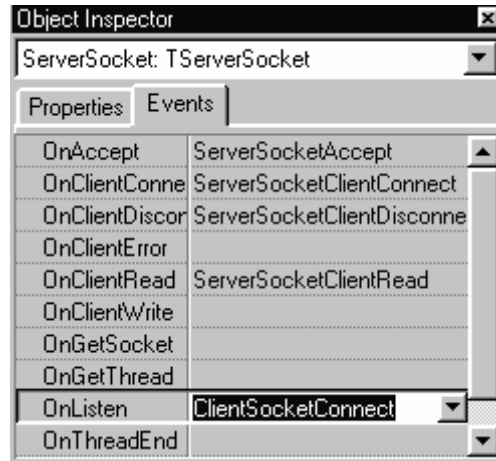 Object Inspector
ServerSocket: TServerSocket
Properties Events
OnAccept ServerSocketAccept
OnClientConne ServerSocketClientConnect
OnClientDiscor ServerSocketClientDisconne
OnClientError
OnClientRead ServerSocketClientRead
OnClientWrite
OnGetSocket
OnGetThread
OnListen ClientSocketConnect
OnThreadEnd